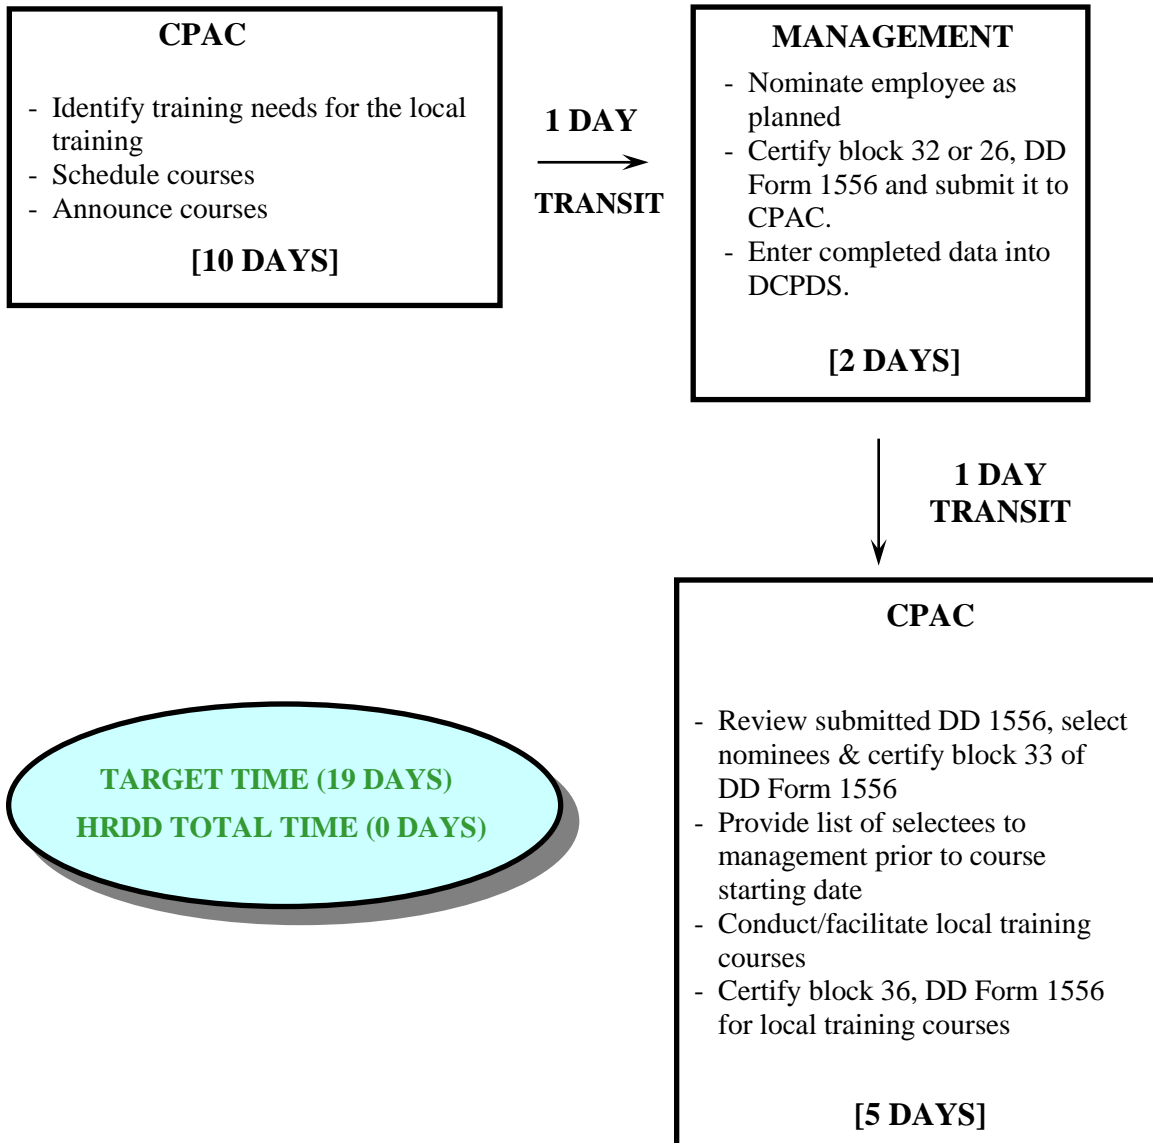 CPAC
- Identify training needs for the local
training
- Schedule courses
- Announce courses
[10 DAYS]
1 DAY
TRANSIT
MANAGEMENT
- Nominate employee as
planned
- Certify block 32 or 26, DD
Form 1556 and submit it to
CPAC.
- Enter completed data into
DCPDS.
[2 DAYS]
1 DAY
TRANSIT
CPAC
- Review submitted DD 1556, select
nominees & certify block 33 of
DD Form 1556
- Provide list of selectees to
management prior to course
starting date
- Conduct/facilitate local training
courses
- Certify block 36, DD Form 1556
for local training courses
[5 DAYS]
TARGET TIME (19 DAYS)
HRDD TOTAL TIME (0 DAYS)